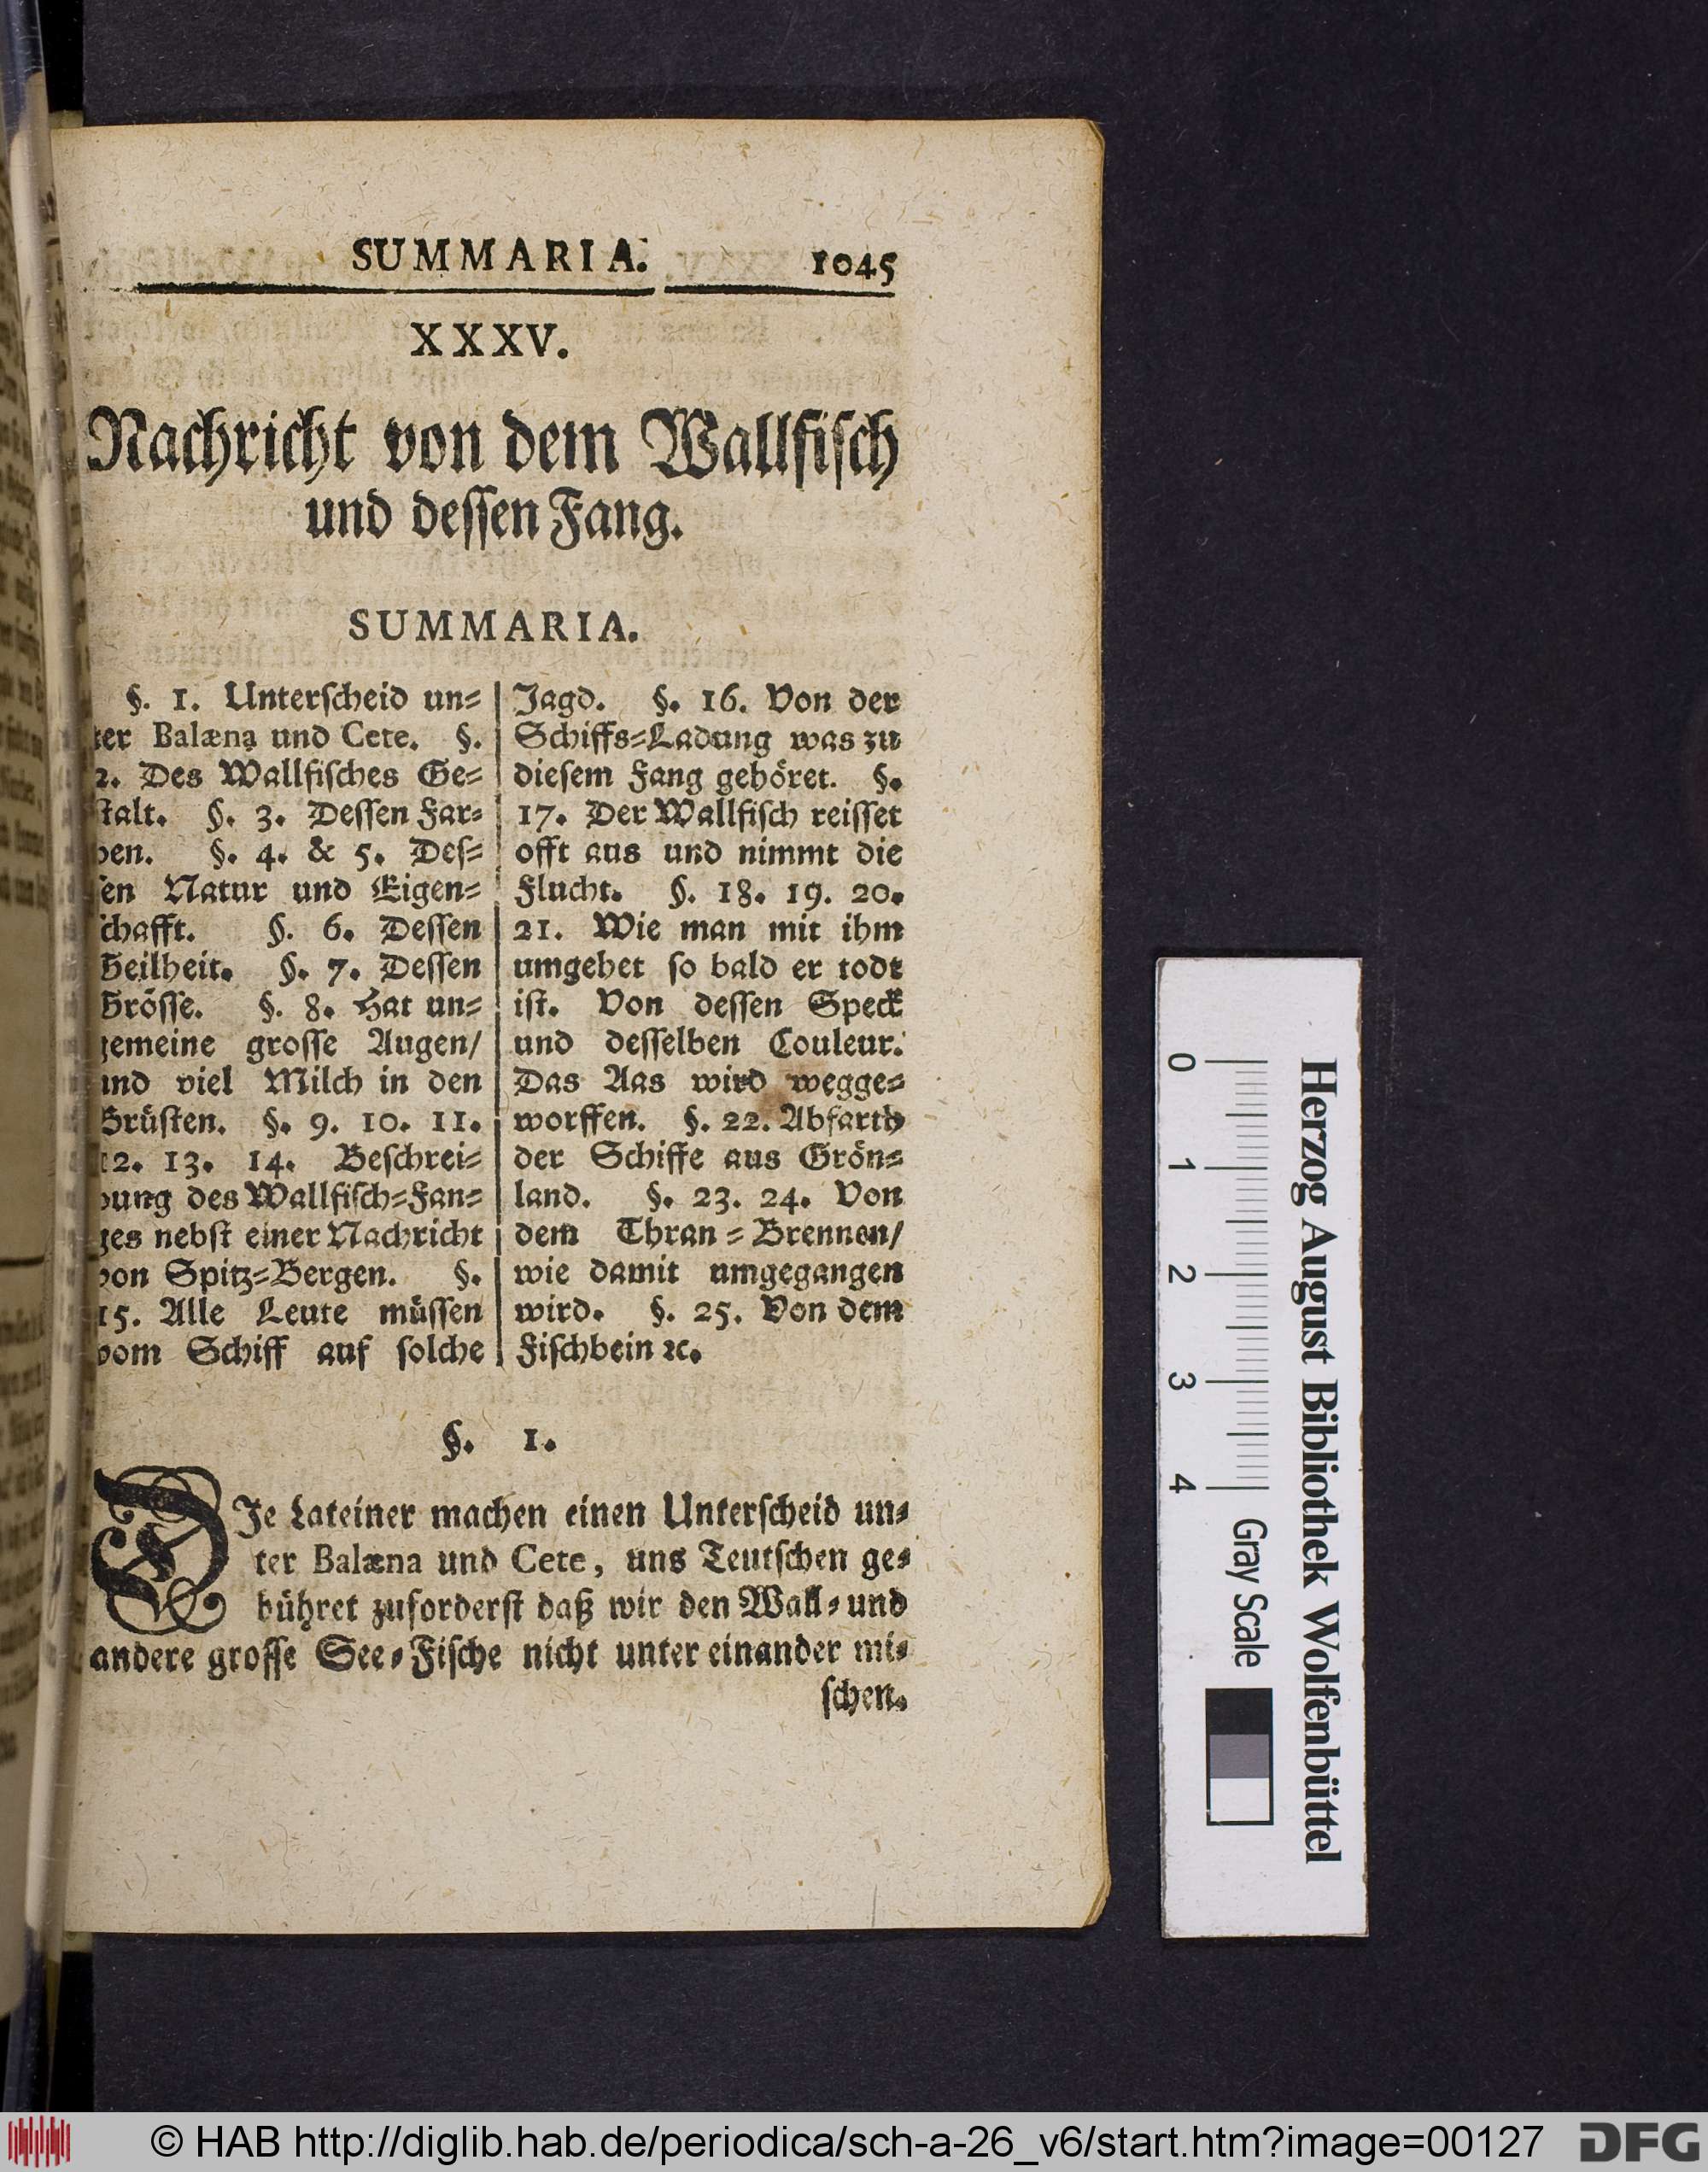 SUMMARIA. 1045
XXXV.
Nachricht von dem Wallfisch
und dessen Fang.
SUMMARIA.
§. 1. Unterscheid un⸗
ter Balæna und Cete. §.
2. Des Wallfisches Ge⸗
stalt. §. 3. Dessen Far⸗
ben. §. 4. & 5. Des⸗
sen Natur und Eigen⸗
schafft. §. 6. Dessen
Geilheit. §. 7. Dessen
Grösse. §. 8. Hat un⸗
gemeine grosse Augen/
und viel Milch in den
Brüsten. §. 9. 10. 11.
12. 13. 14. Beschrei⸗
bung des Wallfisch⸗Fan⸗
ges nebst einer Nachricht
von Spitz⸗Bergen. §.
15. Alle Leute müssen
vom Schiff auf solche
Jagd. §. 16. Von der
Schiffs⸗Ladung was zu
diesem Fang gehöret. §.
17. Der Wallfisch reisset
offt aus und nimmt die
Flucht. §. 18. 19. 20.
21. Wie man mit ihm
umgehet so bald er todt
ist. Von dessen Speck
und desselben Couleur.
Das Aas wird wegge⸗
worffen. §. 22. Abfarth
der Schiffe aus Grön⸗
land. §. 23. 24. Von
dem Thran⸗Brennen/
wie damit umgegangen
wird. §. 25. Von dem
Fischbein ꝛc.
§. 1.
DIe Lateiner machen einen Unterscheid un⸗
ter Balæna und Cete, uns Teutschen ge⸗
bühret zuforderst daß wir den Wall⸗und
andere grosse See⸗Fische nicht unter einander mi⸗
schen.
0 1 2 3 4 Gray Scale
Herzog August Bibliothek Wolfenbüttel
© HAB http://diglib.hab.de/periodica/sch-a-26_v6/start.htm?image=00127 DFG